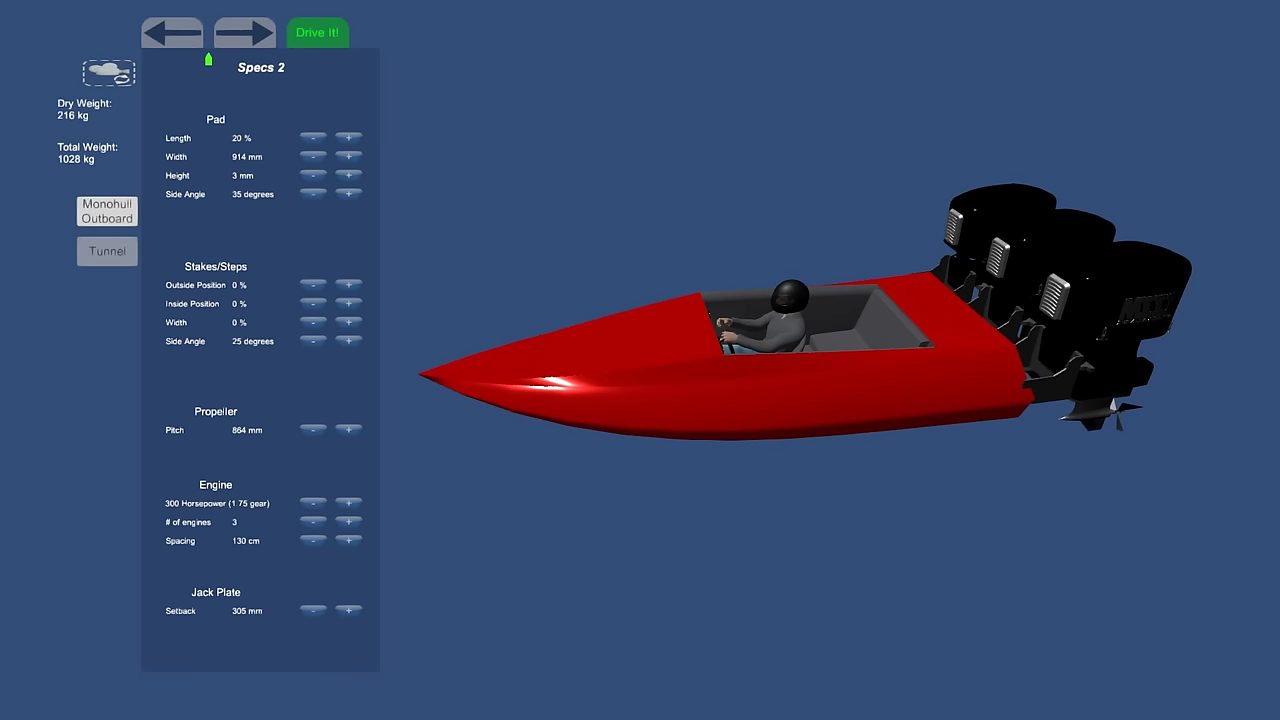 Drive It!
Specs 2
Dry Weight:
216 kg
Total Weight:
1028 kg
Monohull
Outboard
Tunnel
Pad
Length 20 % - +
Width 914 mm - +
Height 3 mm - +
Side Angle 35 degrees - +
Stakes/Steps
Outside Position 0 % - +
Inside Position 0 % - +
Width 0 % - +
Side Angle 25 degrees - +
Propeller
Pitch 864 mm - +
Engine
300 Horsepower (1.75 gear) - +
# of engines 3 - +
Spacing 130 cm - +
Jack Plate
Setback 305 mm - +